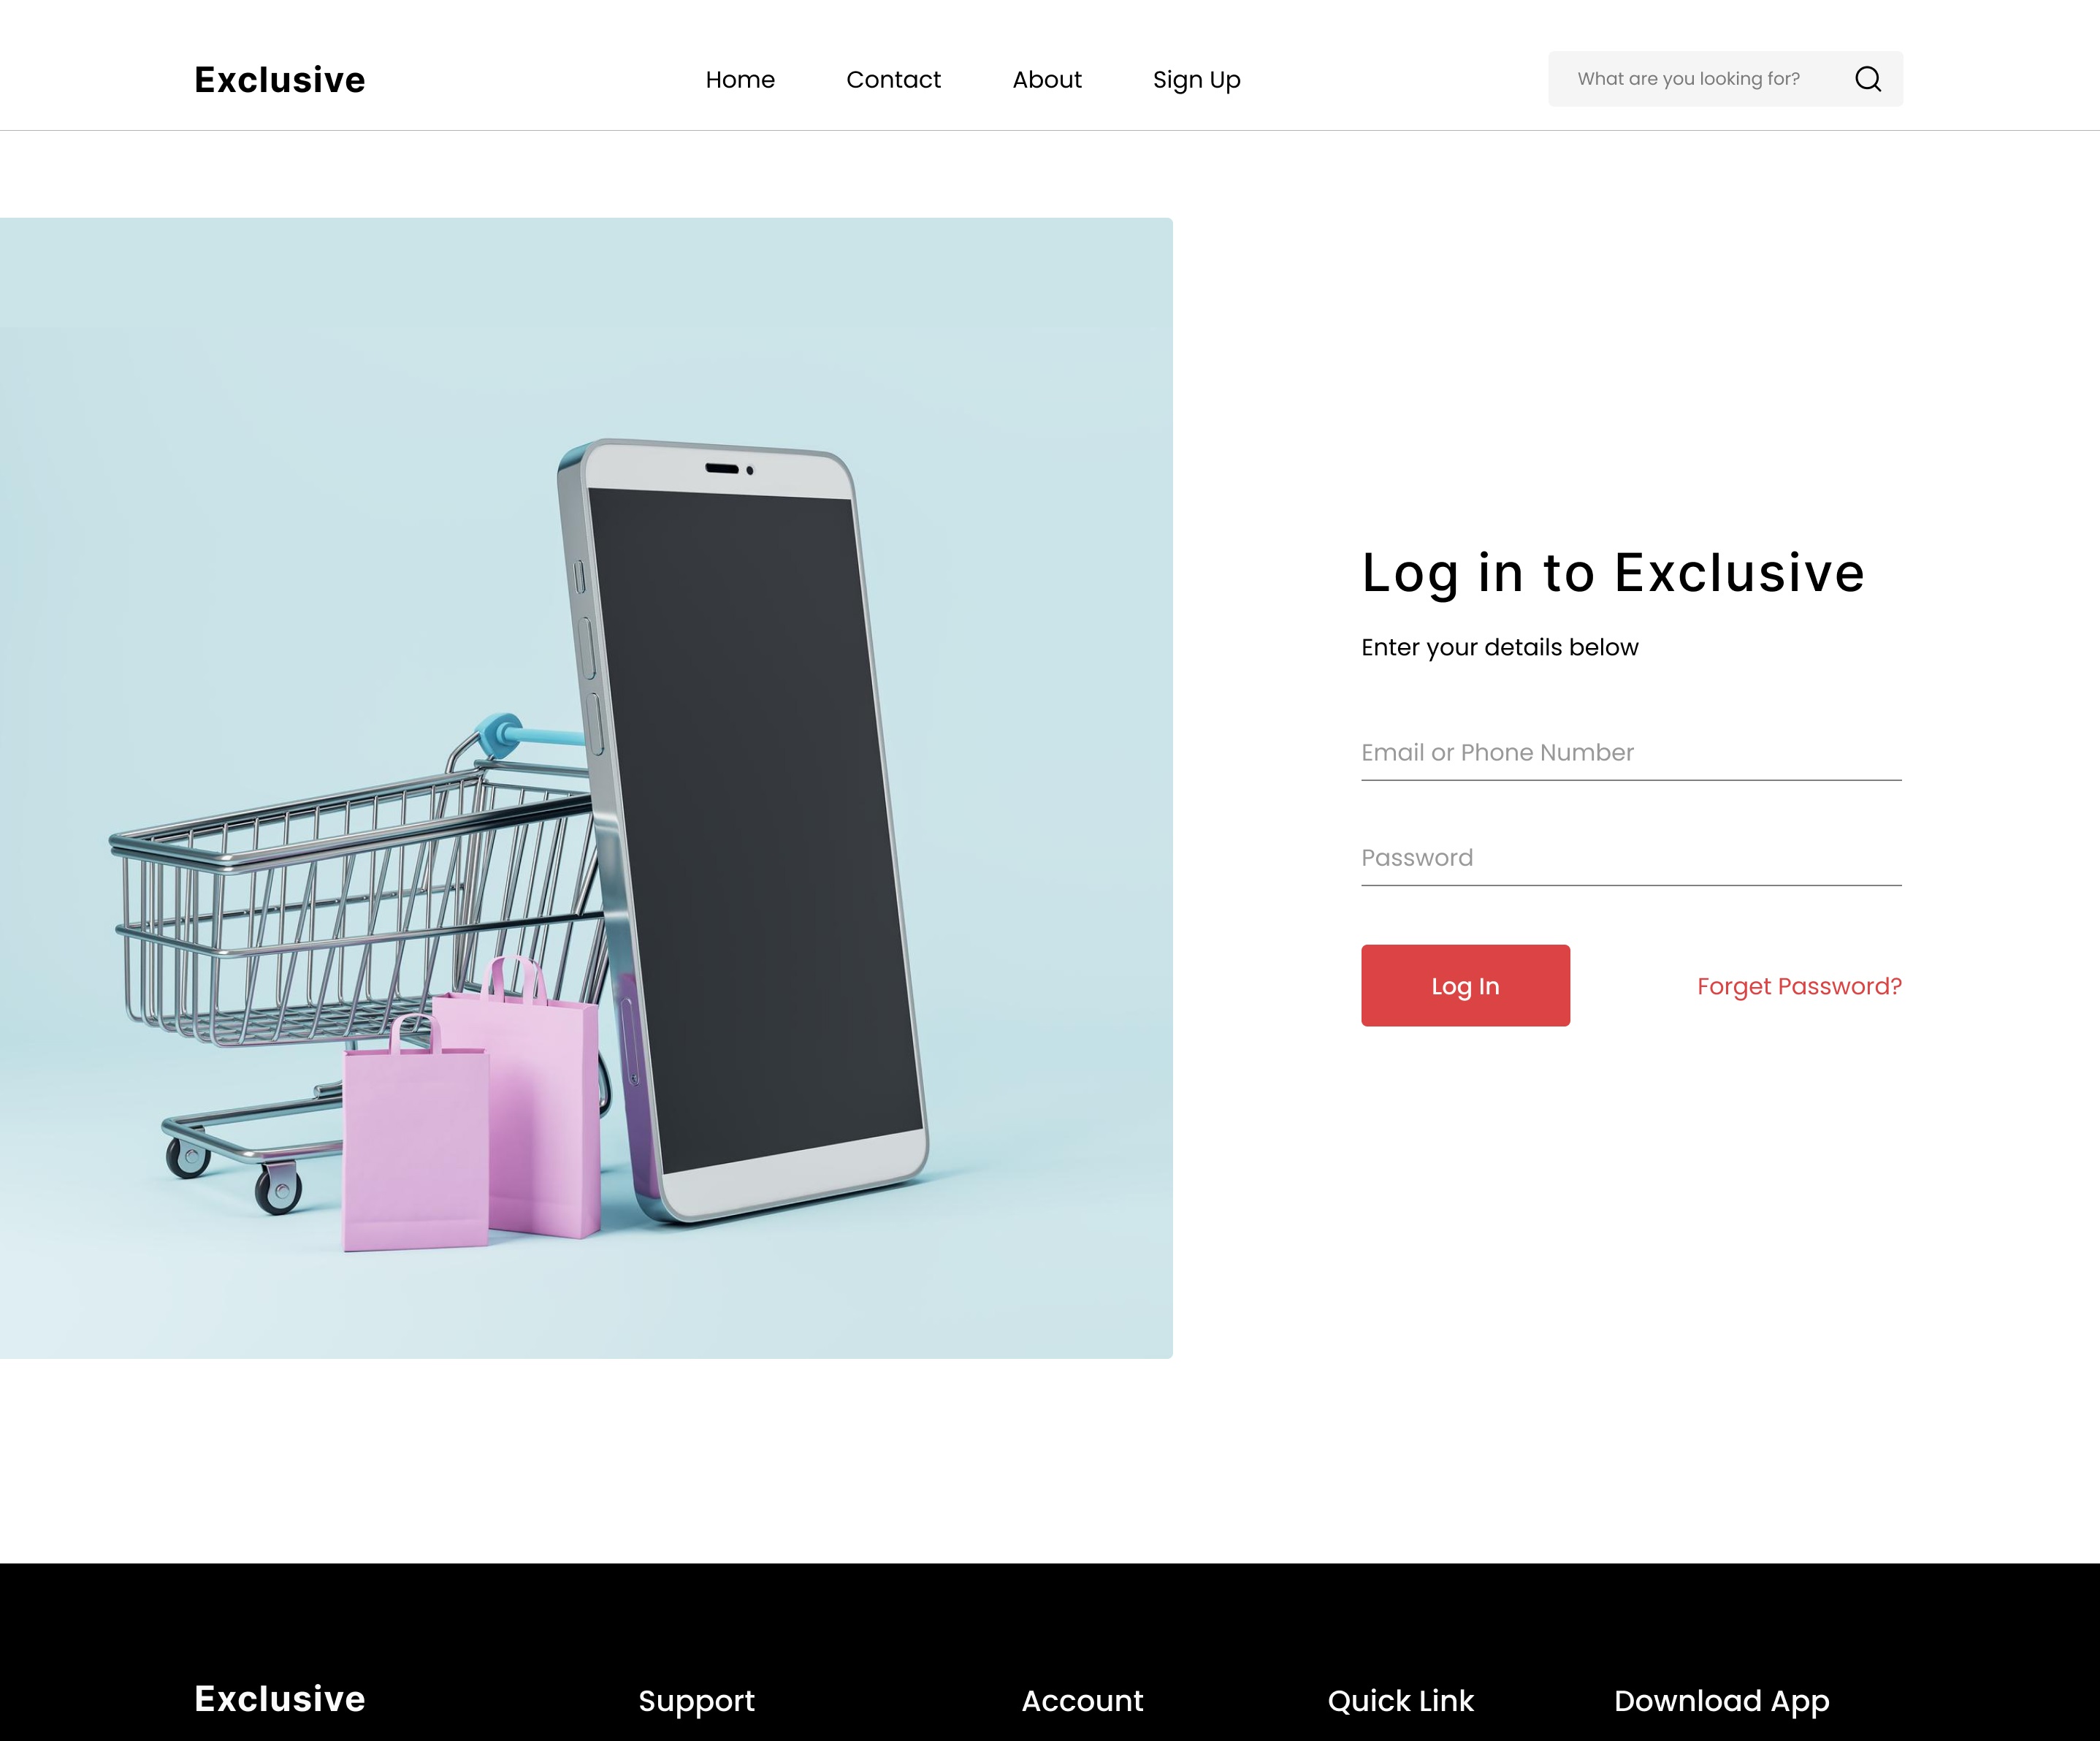 Exclusive
Home
Contact
About
Sign Up
What are you looking for?
Log in to Exclusive
Enter your details below
Email or Phone Number
Password
Log In
Forget Password?
Exclusive
Support
Account
Quick Link
Download App